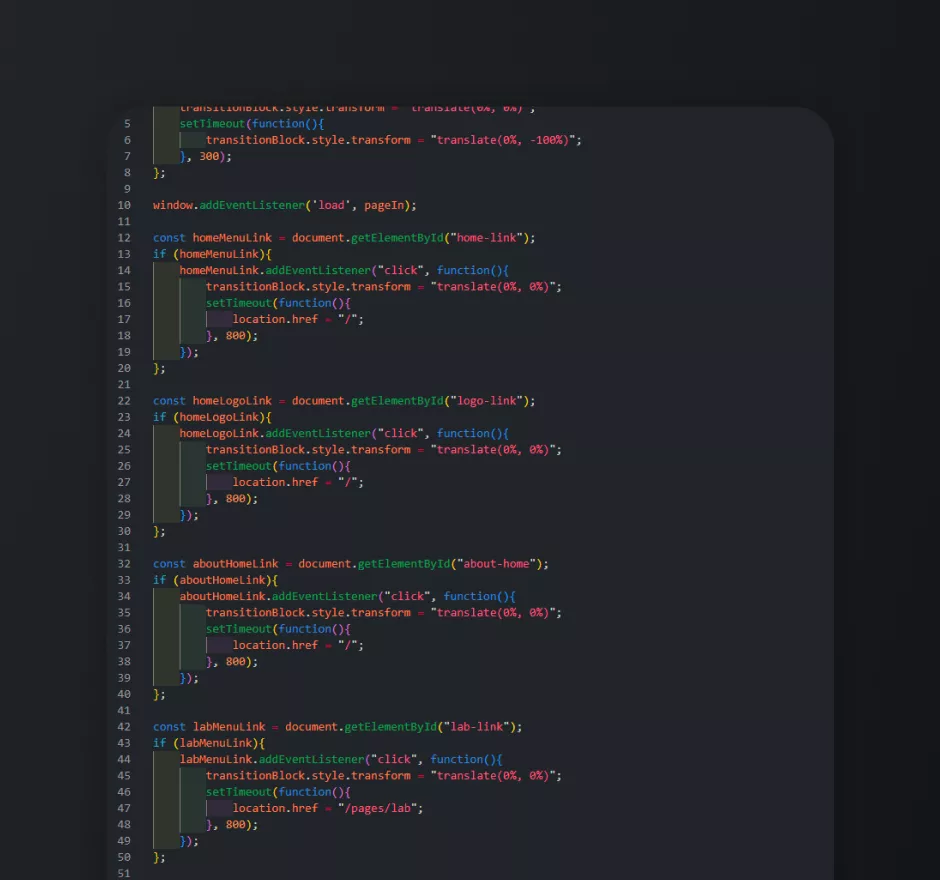 transitionBlock.style.transform = "translate(0%, 0%)";
5 setTimeout(function(){
6 transitionBlock.style.transform = "translate(0%, -100%)";
7 }, 300);
8 };
9
10 window.addEventListener('load', pageIn);
11
12 const homeMenuLink = document.getElementById("home-link");
13 if (homeMenuLink){
14 homeMenuLink.addEventListener("click", function(){
15 transitionBlock.style.transform = "translate(0%, 0%)";
16 setTimeout(function(){
17 location.href = "/";
18 }, 800);
19 });
20 };
21
22 const homeLogoLink = document.getElementById("logo-link");
23 if (homeLogoLink){
24 homeLogoLink.addEventListener("click", function(){
25 transitionBlock.style.transform = "translate(0%, 0%)";
26 setTimeout(function(){
27 location.href = "/";
28 }, 800);
29 });
30 };
31
32 const aboutHomeLink = document.getElementById("about-home");
33 if (aboutHomeLink){
34 aboutHomeLink.addEventListener("click", function(){
35 transitionBlock.style.transform = "translate(0%, 0%)";
36 setTimeout(function(){
37 location.href = "/";
38 }, 800);
39 });
40 };
41
42 const labMenuLink = document.getElementById("lab-link");
43 if (labMenuLink){
44 labMenuLink.addEventListener("click", function(){
45 transitionBlock.style.transform = "translate(0%, 0%)";
46 setTimeout(function(){
47 location.href = "/pages/lab";
48 }, 800);
49 });
50 };
51